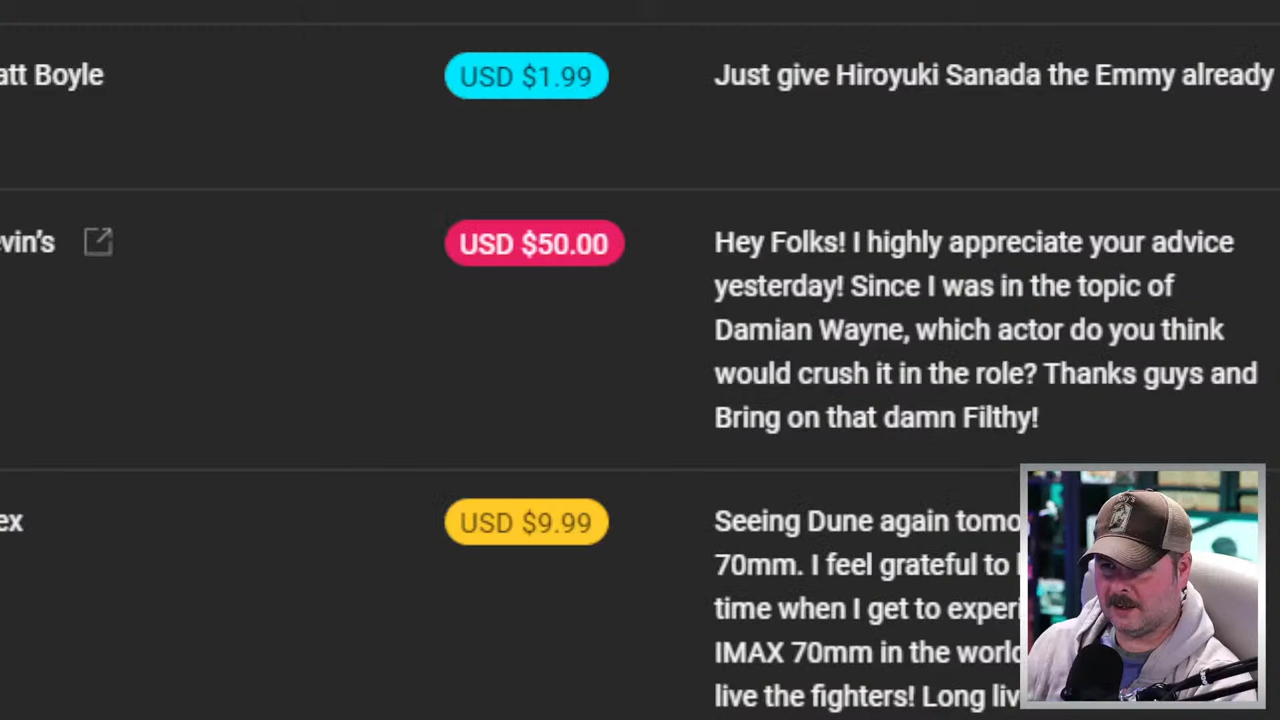 att Boyle
USD $1.99
Just give Hiroyuki Sanada the Emmy already
evin's
USD $50.00
Hey Folks! I highly appreciate your advice
yesterday! Since I was in the topic of
Damian Wayne, which actor do you think
would crush it in the role? Thanks guys and
Bring on that damn Filthy!
ex
USD $9.99
Seeing Dune again tomo
70mm. I feel grateful to
time when I get to experi
IMAX 70mm in the world
live the fighters! Long liv